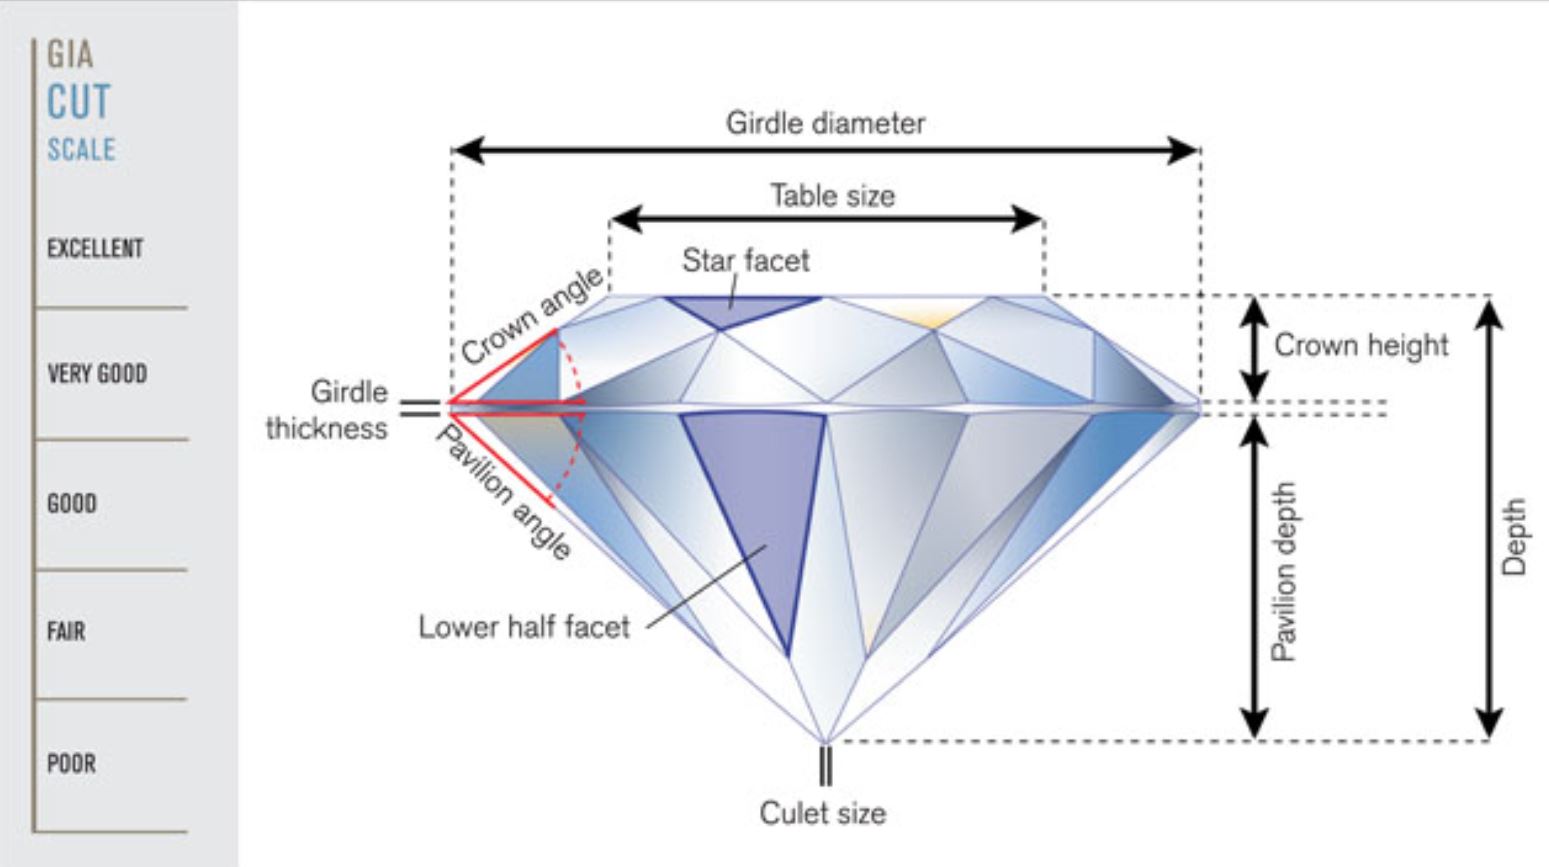 GIA
CUT
SCALE
EXCELLENT
VERY GOOD
GOOD
FAIR
POOR
Girdle diameter
Table size
Star facet
Crown angle
Crown height
Girdle
thickness
Pavilion angle
Pavilion depth
Depth
Lower half facet
Culet size